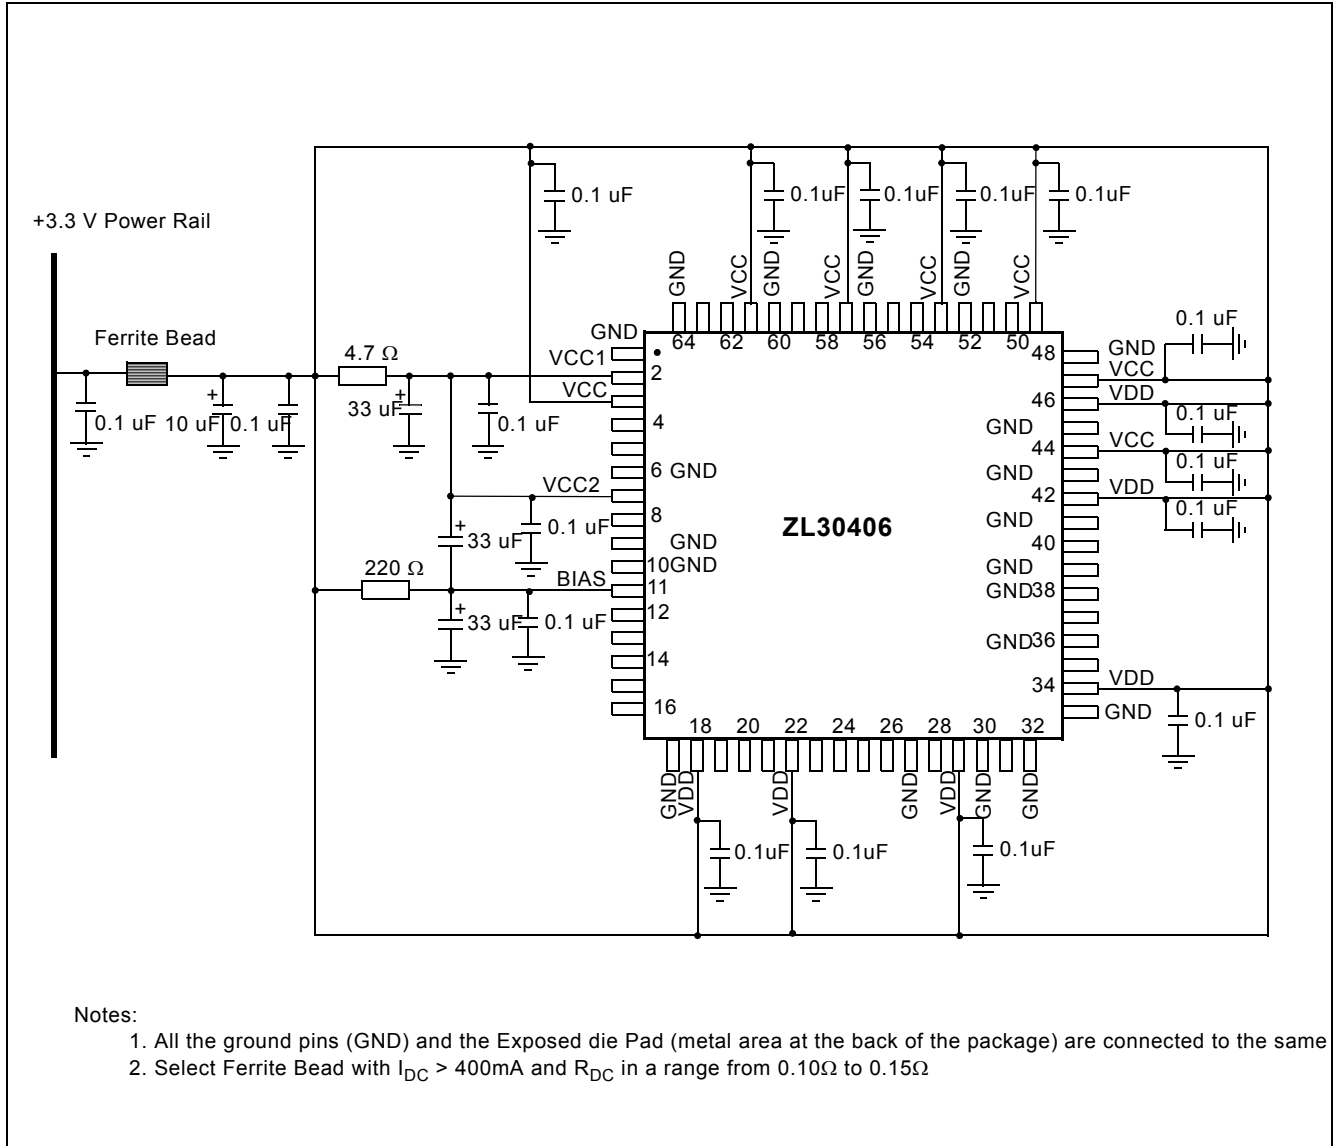 0.1 uF
0.1uF
0.1uF
0.1uF
0.1uF
+3.3 V Power Rail
GND
VCC
GND
VCC
GND
VCC
GND
VCC
Ferrite Bead
4.7 Ω
GND
VCC1
VCC
64
62
60
58
56
54
52
50
0.1 uF
48
GND
VCC
2
46
VDD
0.1 uF
10 uF
+
0.1 uF
33 uF
+
0.1 uF
4
GND
0.1 uF
44
VCC
6
GND
GND
0.1 uF
VCC2
42
VDD
8
ZL30406
GND
0.1 uF
+
33 uF
0.1 uF
GND
40
10
GND
GND
220 Ω
BIAS
11
GND
38
+
33 uF
0.1 uF
12
GND
36
14
34
VDD
16
GND
0.1 uF
18
20
22
24
26
28
30
32
GND
VDD
VDD
GND
VDD
GND
GND
0.1uF
0.1uF
0.1uF
Notes:
1. All the ground pins (GND) and the Exposed die Pad (metal area at the back of the package) are connected to the same
2. Select Ferrite Bead with IDC > 400mA and RDC in a range from 0.10Ω to 0.15Ω